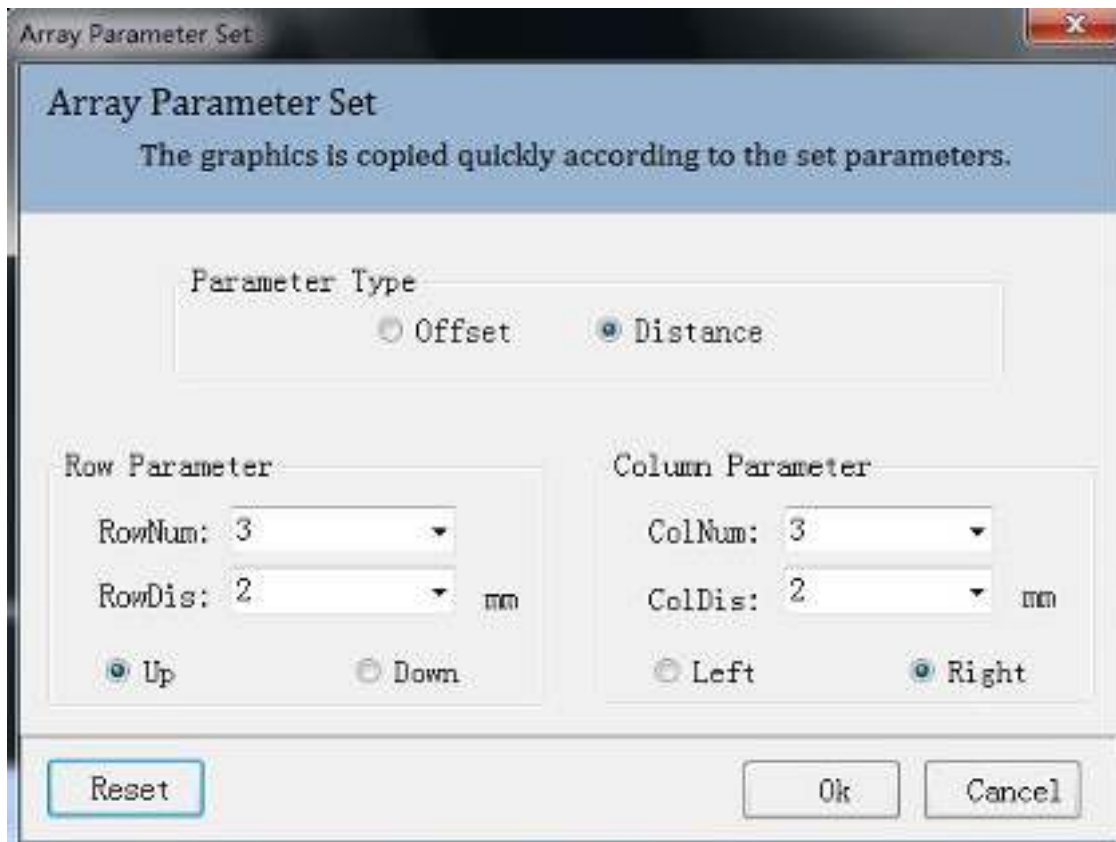 Array Parameter Set
Array Parameter Set
The graphics is copied quickly according to the set parameters.
Parameter Type
Offset Distance
Row Parameter Column Parameter
RowNum: 3 ColNum: 3
RowDis: 2 mm ColDis: 2 mm
Up Down Left Right
Reset Ok Cancel